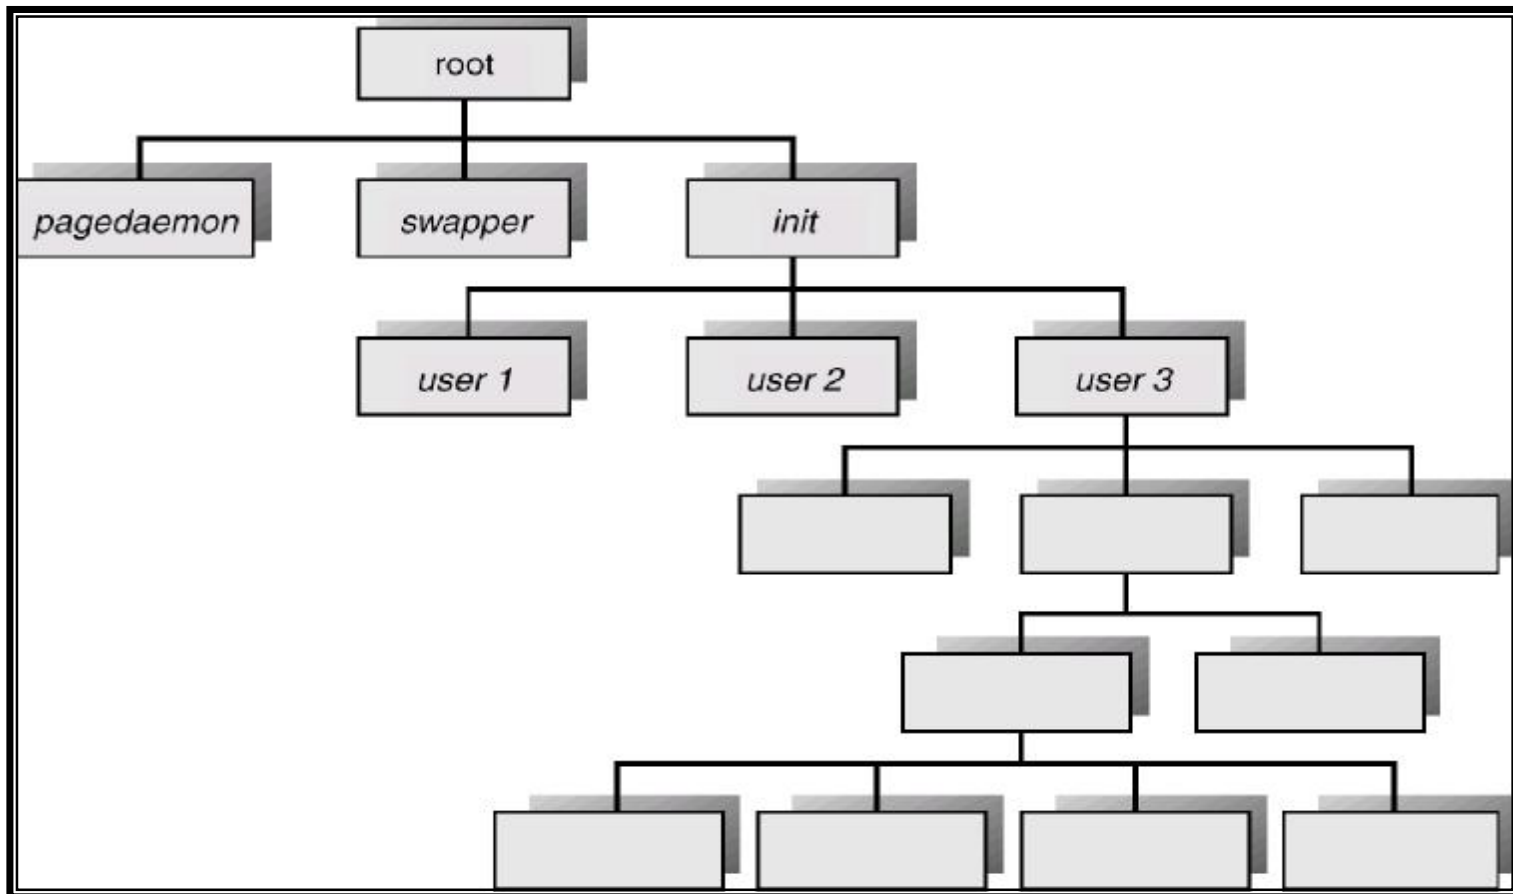 root
pagedaemon
swapper
init
user 1
user 2
user 3